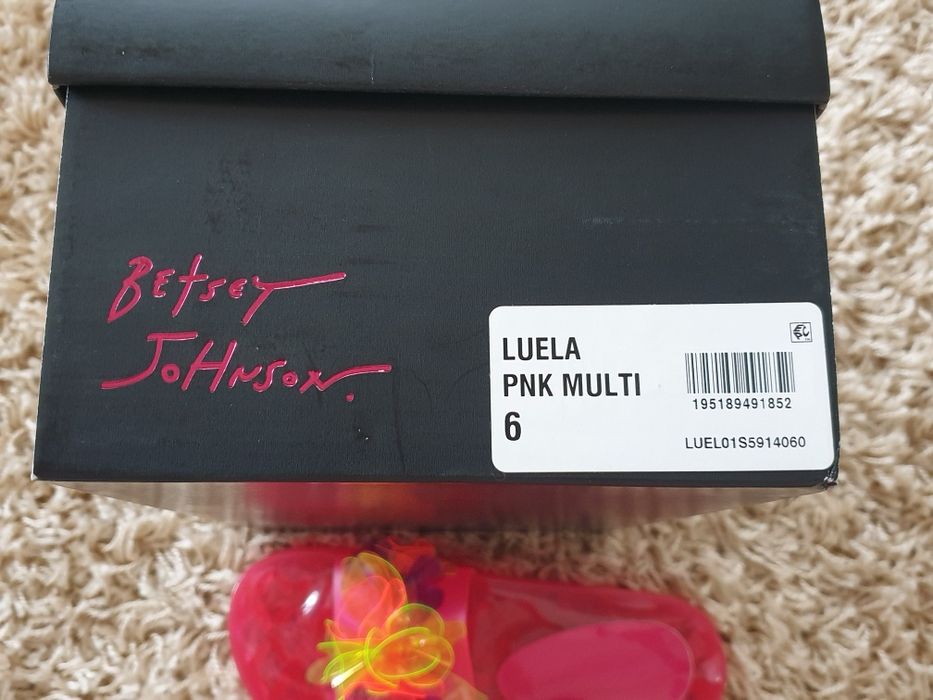 Betsey
Johnson.
LUELA
PNK MULTI
6
195189491852
LUEL01S5914060